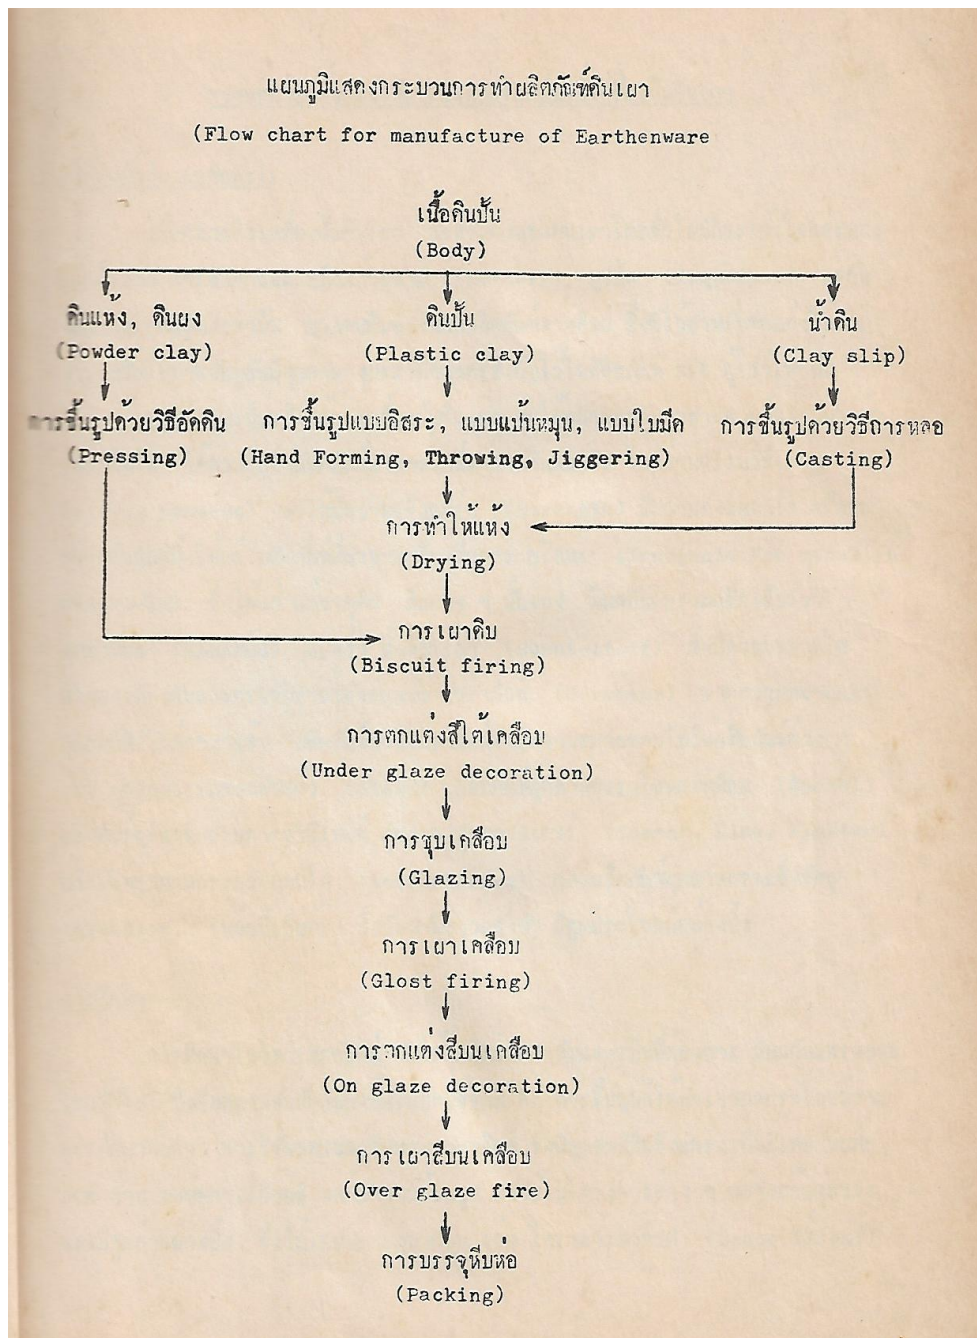 แผนภูมิแสดงกระบวนการทำผลิตภัณฑ์ดินเผา
(Flow chart for manufacture of Earthenware
เนื้อดินปั้น
(Body)
ดินแห้ง, ดินผง ดินปั้น น้ำดิน
(Powder clay) (Plastic clay) (Clay slip)
การขึ้นรูปด้วยวิธีอัดดิน การขึ้นรูปแบบอิสระ, แบบแป้นหมุน, แบบใบมีด การขึ้นรูปด้วยวิธีการหล่อ
(Pressing) (Hand Forming, Throwing, Jiggering) (Casting)
การทำให้แห้ง
(Drying)
การเผาดิบ
(Biscuit firing)
การตกแต่งสีใต้เคลือบ
(Under glaze decoration)
การชุบเคลือบ
(Glazing)
การเผาเคลือบ
(Glost firing)
การตกแต่งสีบนเคลือบ
(On glaze decoration)
การเผาสีบนเคลือบ
(Over glaze fire)
การบรรจุหีบห่อ
(Packing)